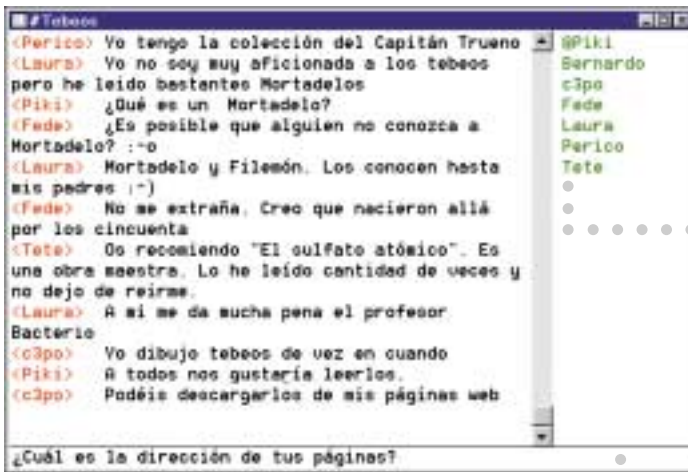 #Tebeos
<Perico> Yo tengo la colección del Capitán Trueno
<Laura> Yo no soy muy aficionada a los tebeos
pero he leido bastantes Mortadelos
<Piki> ¿Qué es un Mortadelo?
<Fede> ¿Es posible que alguien no conozca a
Mortadelo? :-o
<Laura> Mortadelo y Filemón. Los conocen hasta
mis padres :-)
<Fede> No me extraña. Creo que nacieron allá
por los cincuenta
<Tete> Os recomiendo "El sulfato atómico". Es
una obra maestra. Lo he leído cantidad de veces y
no dejo de reirme.
<Laura> A mi me da mucha pena el profesor
Bacterio
<c3po> Yo dibujo tebeos de vez en cuando
<Piki> A todos nos gustaría leerlos.
<c3po> Podéis descargarlos de mis páginas web
@Piki
Bernardo
c3po
Fede
Laura
Perico
Tete
¿Cuál es la dirección de tus páginas?